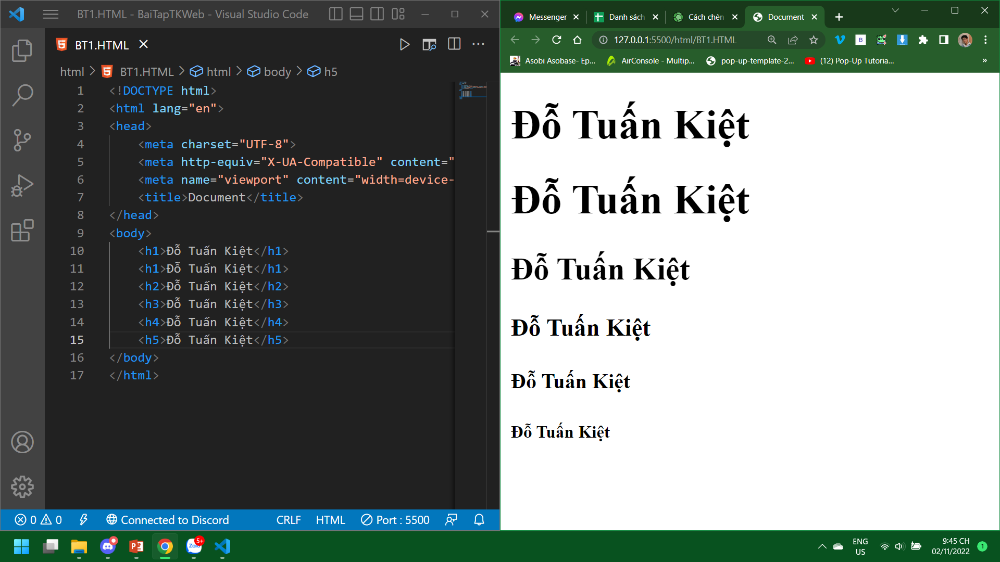 BT1.HTML - BaiTapTKWeb - Visual Studio Code
BT1.HTML
html > BT1.HTML > html > body > h5
1 <!DOCTYPE html>
2 <html lang="en">
3 <head>
4 <meta charset="UTF-8">
5 <meta http-equiv="X-UA-Compatible" content="
6 <meta name="viewport" content="width=device-
7 <title>Document</title>
8 </head>
9 <body>
10 <h1>Đỗ Tuấn Kiệt</h1>
11 <h1>Đỗ Tuấn Kiệt</h1>
12 <h2>Đỗ Tuấn Kiệt</h2>
13 <h3>Đỗ Tuấn Kiệt</h3>
14 <h4>Đỗ Tuấn Kiệt</h4>
15 <h5>Đỗ Tuấn Kiệt</h5>
16 </body>
17 </html>
0 0 Connected to Discord CRLF HTML Port : 5500
Messenger Danh sách Cách chèn Document
127.0.0.1:5500/html/BT1.HTML
Asobi Asobase- Ep... AirConsole - Multip... pop-up-template-2... (12) Pop-Up Tutoria... »
Đỗ Tuấn Kiệt
Đỗ Tuấn Kiệt
Đỗ Tuấn Kiệt
Đỗ Tuấn Kiệt
Đỗ Tuấn Kiệt
Đỗ Tuấn Kiệt
Zalo 5+
ENG
US
9:45 CH
02/11/2022
1